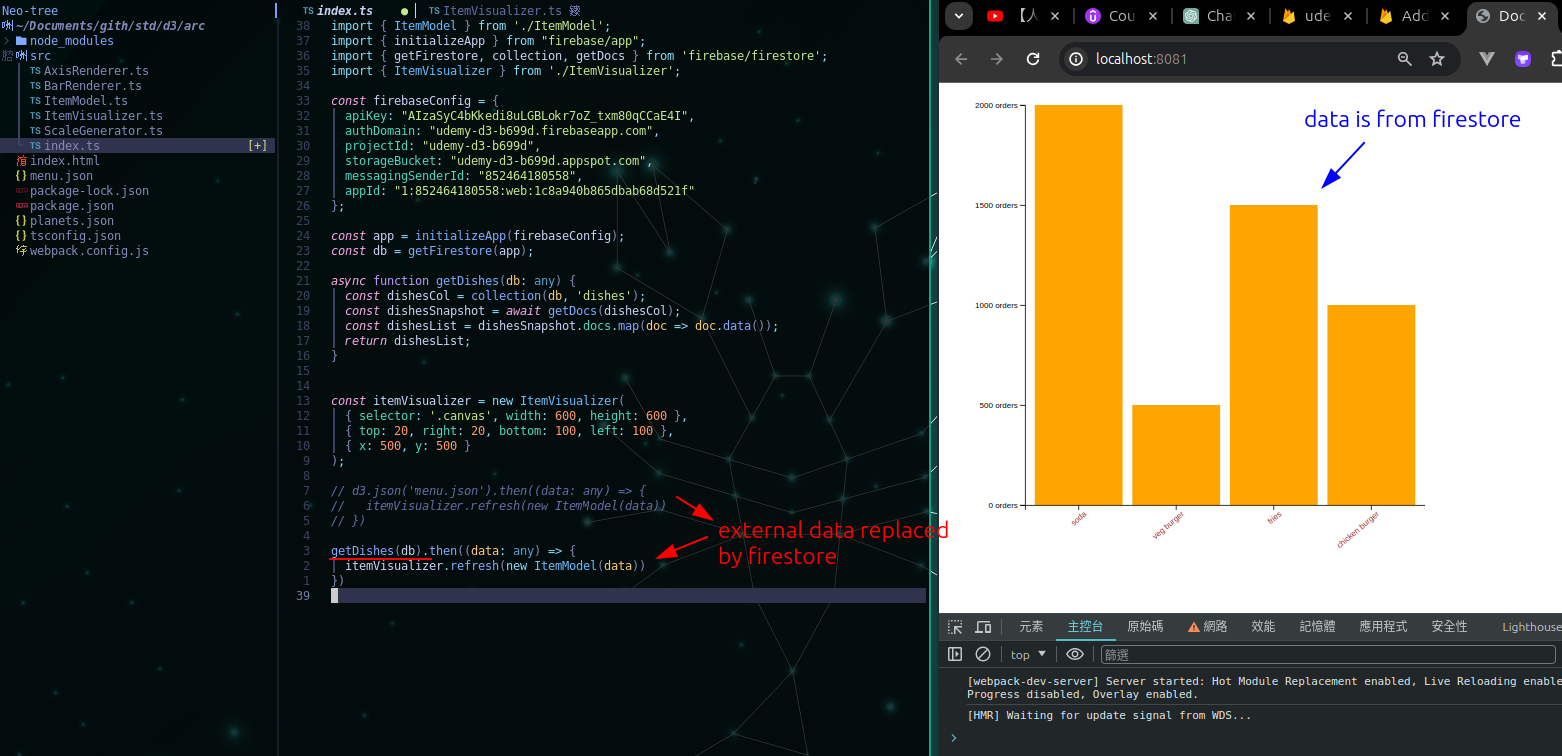 Neo-tree
~/Documents/gith/std/d3/arc
node_modules
src
TS AxisRenderer.ts
TS BarRenderer.ts
TS ItemModel.ts
TS ItemVisualizer.ts
TS ScaleGenerator.ts
TS index.ts [+]
index.html
{} menu.json
package-lock.json
package.json
{} planets.json
{} tsconfig.json
webpack.config.js
TS index.ts ● TS ItemVisualizer.ts
38 import { ItemModel } from './ItemModel';
37 import { initializeApp } from "firebase/app";
36 import { getFirestore, collection, getDocs } from 'firebase/firestore';
35 import { ItemVisualizer } from './ItemVisualizer';
34
33 const firebaseConfig = {
32 apiKey: "AIzaSyC4bKkedi8uLGBLokr7oZ_txm80qCCaE4I",
31 authDomain: "udemy-d3-b699d.firebaseapp.com",
30 projectId: "udemy-d3-b699d",
29 storageBucket: "udemy-d3-b699d.appspot.com",
28 messagingSenderId: "852464180558",
27 appId: "1:852464180558:web:1c8a940b865dbab68d521f"
26 };
25
24 const app = initializeApp(firebaseConfig);
23 const db = getFirestore(app);
22
21 async function getDishes(db: any) {
20 const dishesCol = collection(db, 'dishes');
19 const dishesSnapshot = await getDocs(dishesCol);
18 const dishesList = dishesSnapshot.docs.map(doc => doc.data());
17 return dishesList;
16 }
15
14
13 const itemVisualizer = new ItemVisualizer(
12 { selector: '.canvas', width: 600, height: 600 },
11 { top: 20, right: 20, bottom: 100, left: 100 },
10 { x: 500, y: 500 }
9 );
8
7 // d3.json('menu.json').then((data: any) => {
6 // itemVisualizer.refresh(new ItemModel(data))
5 // })
4
3 getDishes(db).then((data: any) => {
2 itemVisualizer.refresh(new ItemModel(data))
1 })
39
external data replaced
by firestore
【人 Cou Cha ude Add Doc
localhost:8081
data is from firestore
2000 orders
1500 orders
1000 orders
500 orders
0 orders
soda
veg burger
fries
chicken burger
元素 主控台 原始碼 網路 效能 記憶體 應用程式 安全性 Lighthouse
top 篩選
[webpack-dev-server] Server started: Hot Module Replacement enabled, Live Reloading enable
Progress disabled, Overlay enabled.
[HMR] Waiting for update signal from WDS...